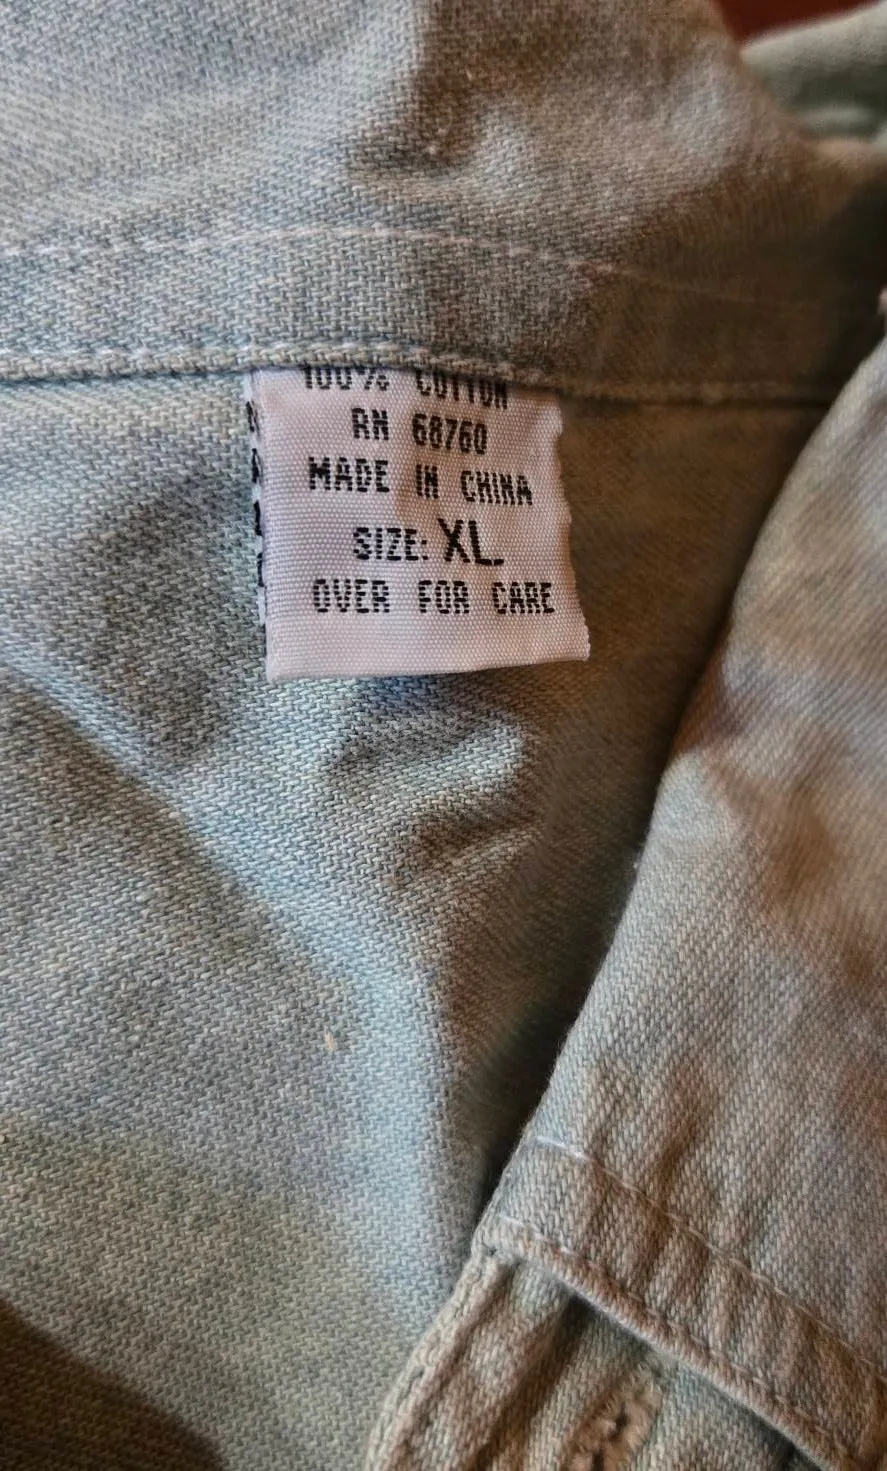 100% COTTON
RN 68760
MADE IN CHINA
SIZE: XL.
OVER FOR CARE